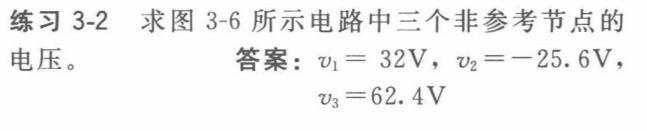 练习 3-2 求图 3-6 所示电路中三个非参考节点的
电压。 答案：v₁= 32V，v₂=−25.6V，
v₃=62.4V